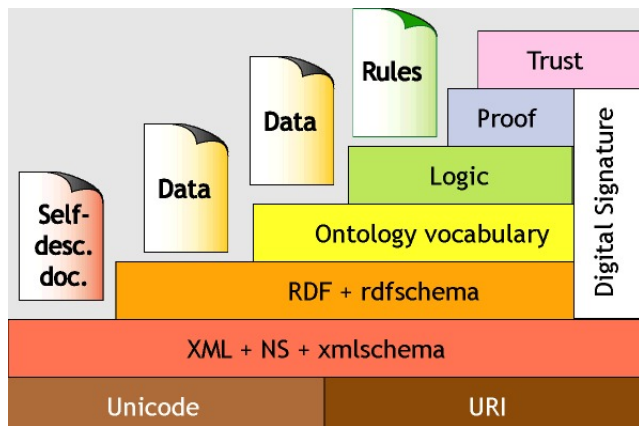 Trust
Rules
Proof
Data
Logic
Digital Signature
Data
Self-
desc.
doc.
Ontology vocabulary
RDF + rdfschema
XML + NS + xmlschema
Unicode
URI